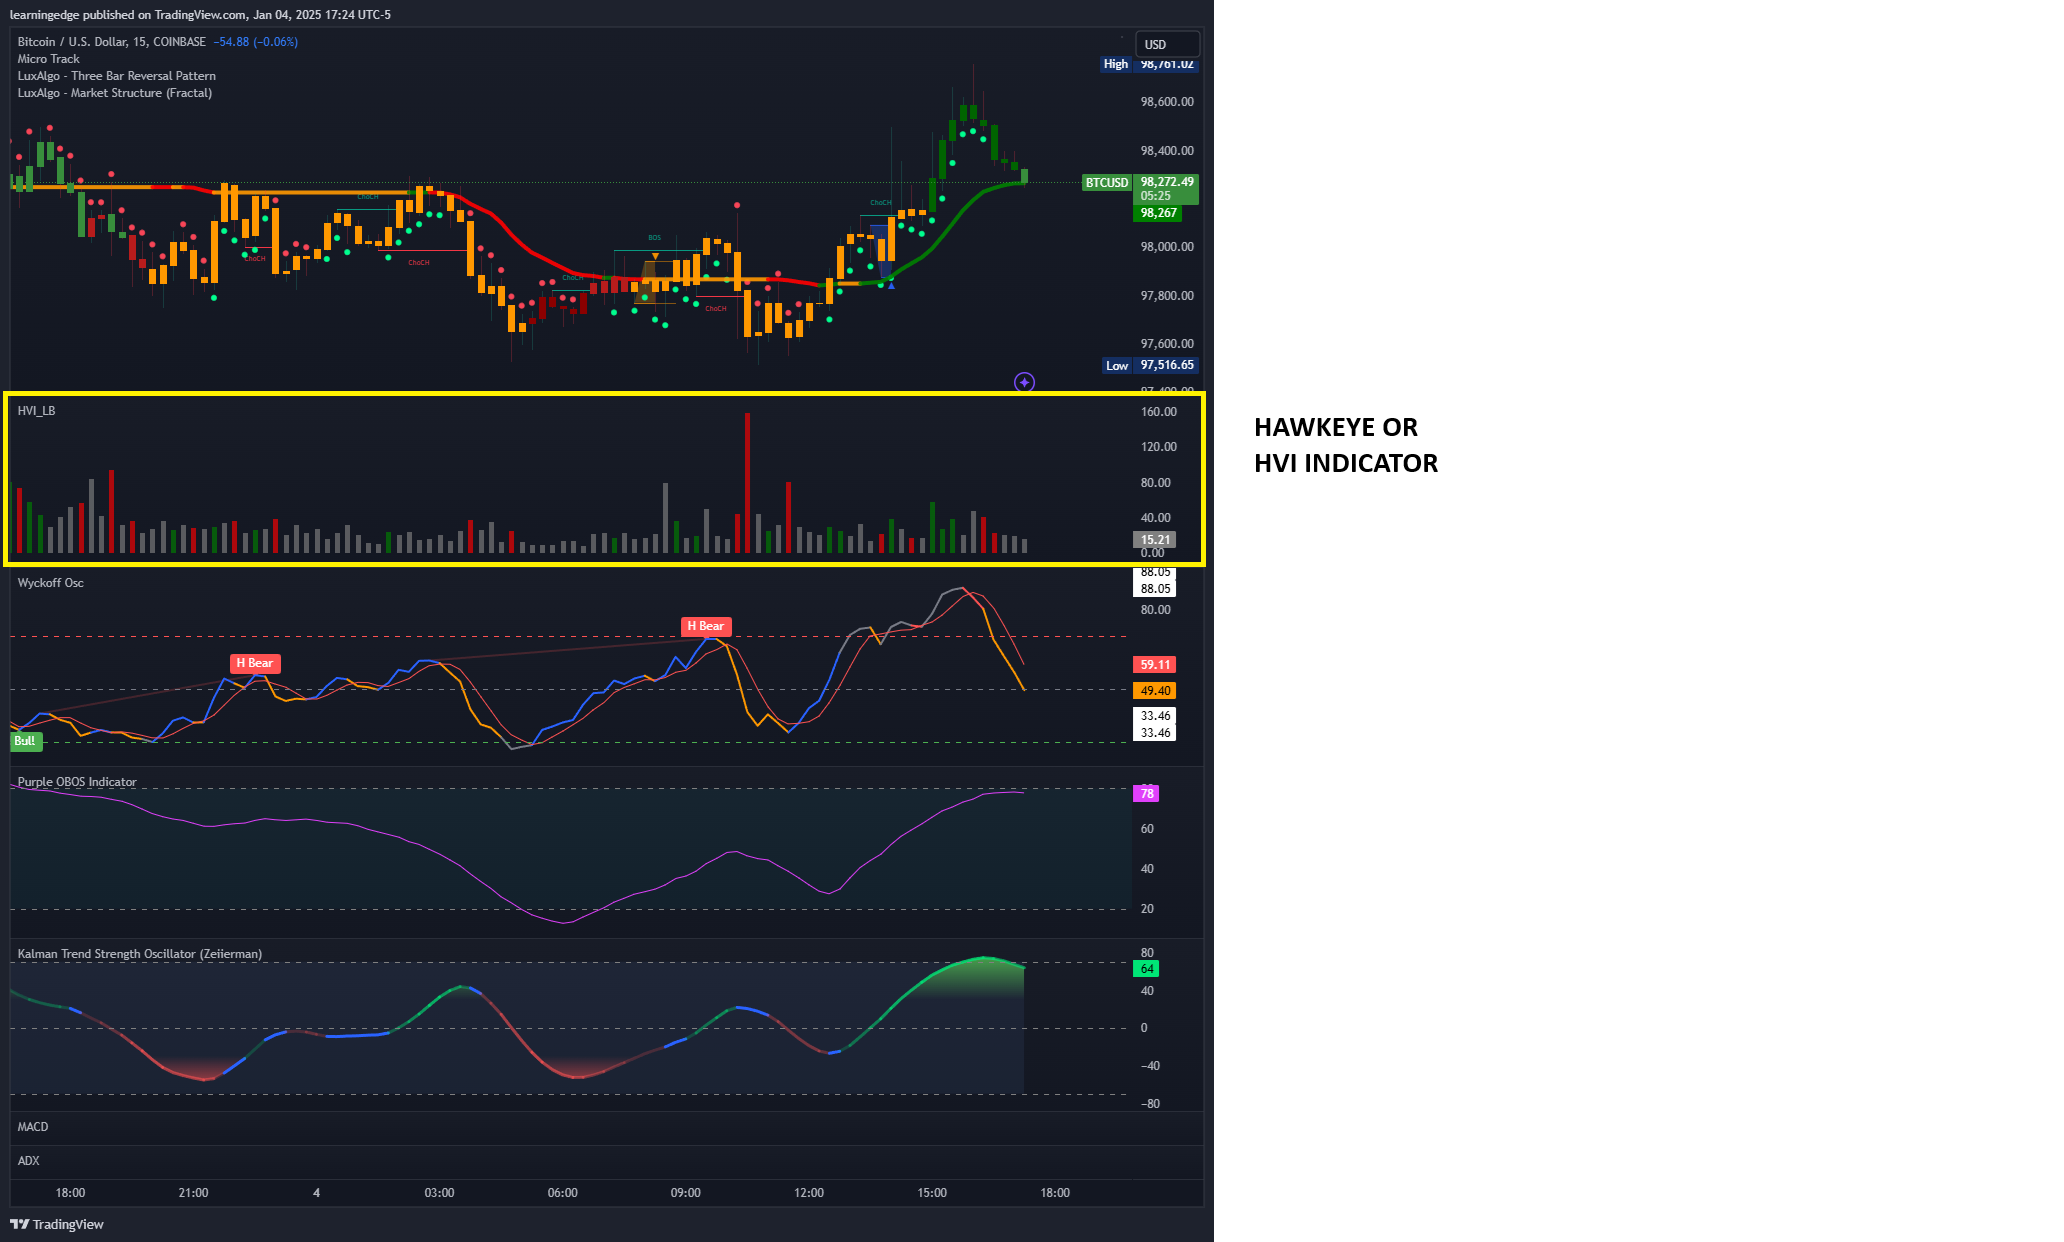 learningedge published on TradingView.com, Jan 04, 2025 17:24 UTC-5
Bitcoin / U.S. Dollar, 15, COINBASE −54.88 (−0.06%)
Micro Track
LuxAlgo - Three Bar Reversal Pattern
LuxAlgo - Market Structure (Fractal)
USD
High 98,761.02
98,600.00
98,400.00
BTCUSD 98,272.49
05:25
98,267
98,000.00
97,800.00
97,600.00
Low 97,516.65
97,400.00
ChoCH
ChoCH
ChoCH
ChoCH
BOS
ChoCH
ChoCH
HVI_LB
160.00
120.00
80.00
40.00
15.21
0.00
HAWKEYE OR
HVI INDICATOR
Wyckoff Osc
88.05
88.05
80.00
H Bear
H Bear
59.11
49.40
33.46
33.46
Bull
Purple OBOS Indicator
78
60
40
20
Kalman Trend Strength Oscillator (Zeiierman)
80
64
40
0
−40
−80
MACD
ADX
18:00 21:00 4 03:00 06:00 09:00 12:00 15:00 18:00
TradingView